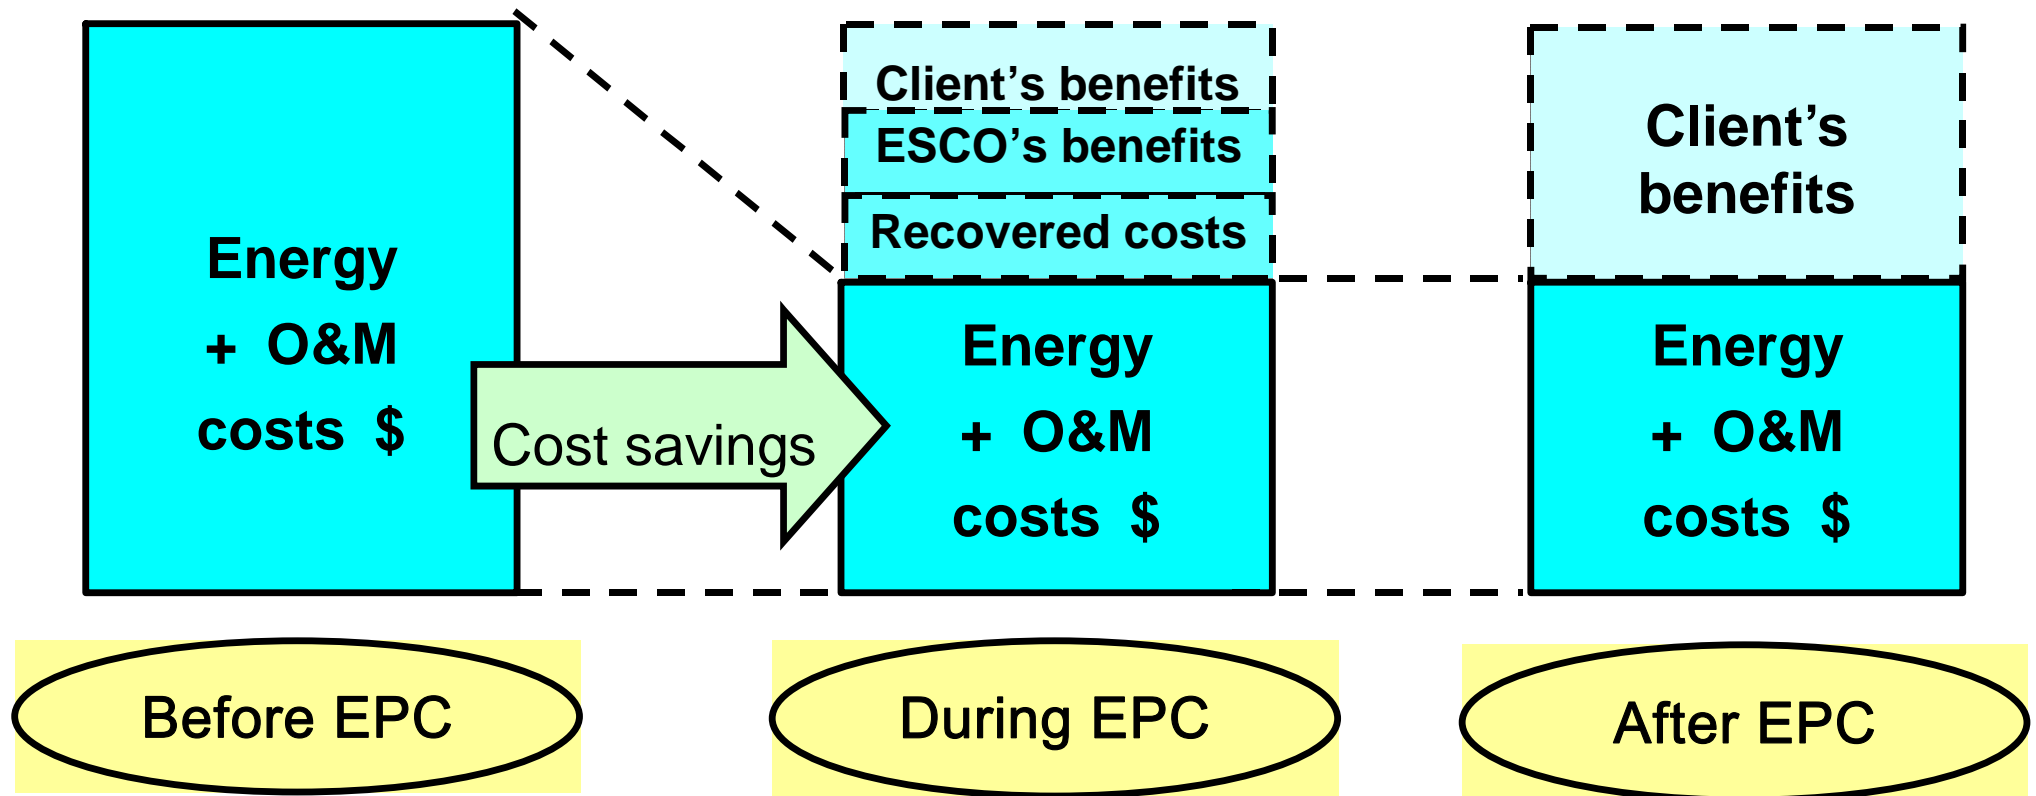 Energy
+ O&M
costs $
Cost savings
Client’s benefits
ESCO’s benefits
Recovered costs
Energy
+ O&M
costs $
Client’s
benefits
Energy
+ O&M
costs $
Before EPC
During EPC
After EPC